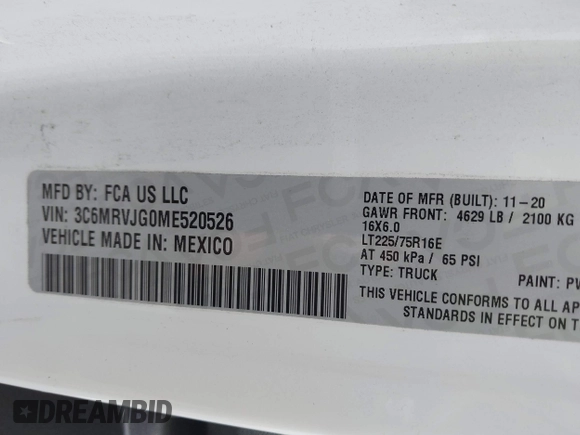 MFD BY: FCA US LLC
VIN: 3C6MRVJG0ME520526
VEHICLE MADE IN: MEXICO
DATE OF MFR (BUILT): 11-20
GAWR FRONT: 4629 LB / 2100 KG
16X6.0
LT225/75R16E
AT 450 kPa / 65 PSI
TYPE: TRUCK
PAINT: PW
THIS VEHICLE CONFORMS TO ALL AP
STANDARDS IN EFFECT ON T
DREAMBID